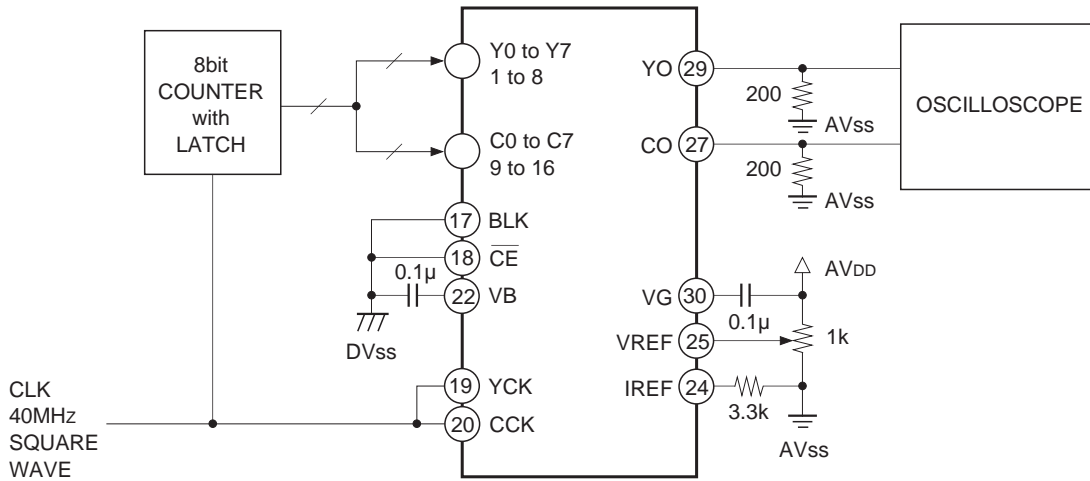 8bit
COUNTER
with
LATCH
Y0 to Y7
1 to 8
C0 to C7
9 to 16
17 BLK
18 CE
0.1µ
22 VB
DVss
19 YCK
20 CCK
CLK
40MHz
SQUARE
WAVE
YO 29
200
AVss
CO 27
200
AVss
OSCILLOSCOPE
AVDD
VG 30
0.1µ
VREF 25
1k
IREF 24
3.3k
AVss